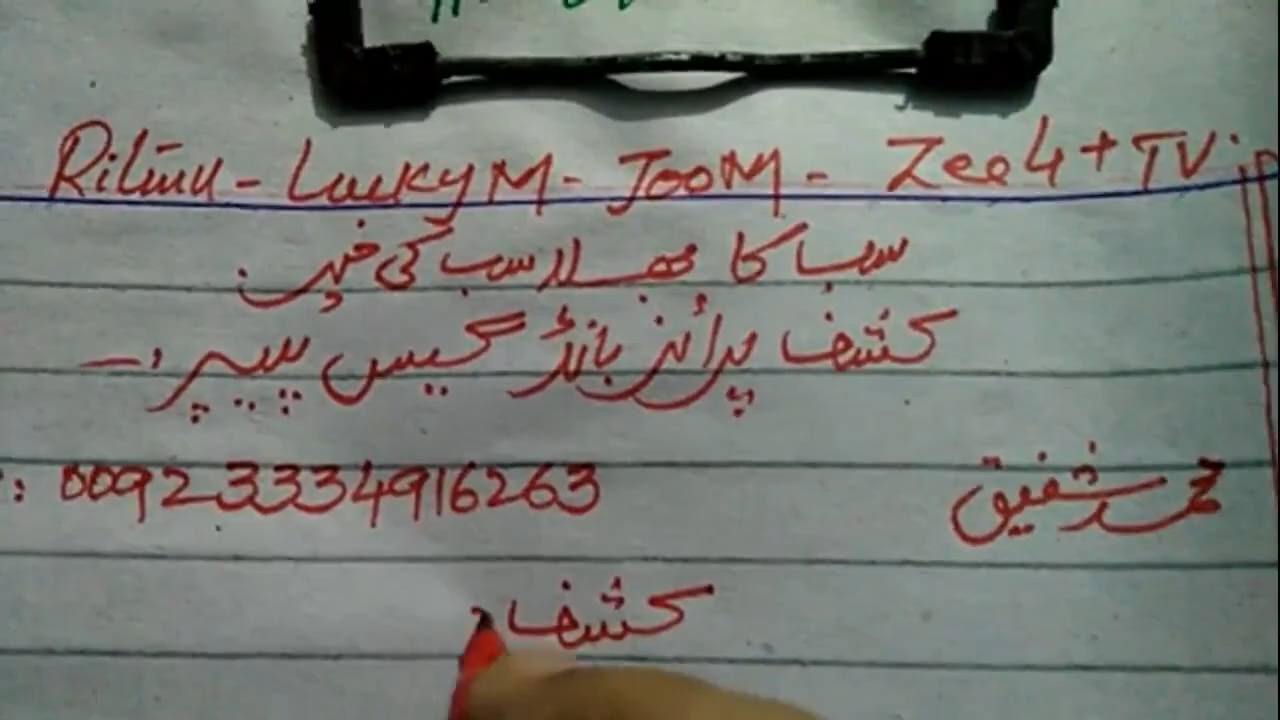 Ritmu - LuckyM - JooM - Zee4 + TV.
سب کا بھلا سب کی خیر.
کشف پرائز بانڈ گیس پیپر :-
محمد شفیق : 00923334916263
کشف